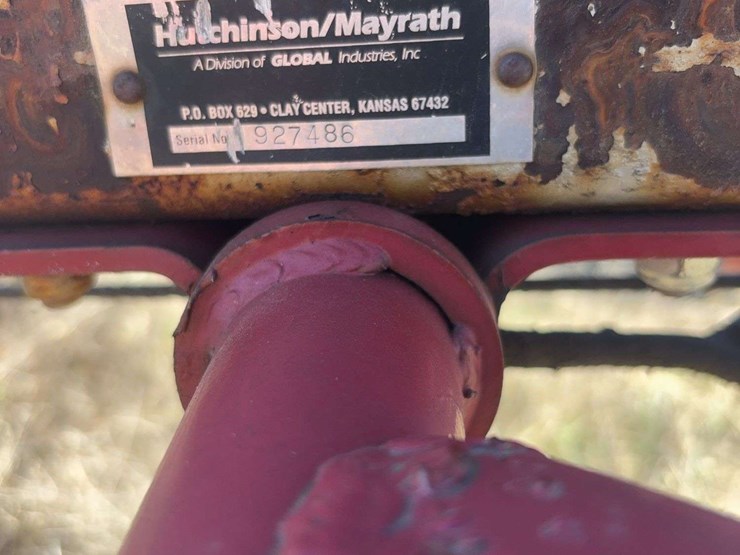 Hutchinson/Mayrath
A Division of GLOBAL Industries, Inc
P.O. BOX 629 • CLAY CENTER, KANSAS 67432
Serial No 927486